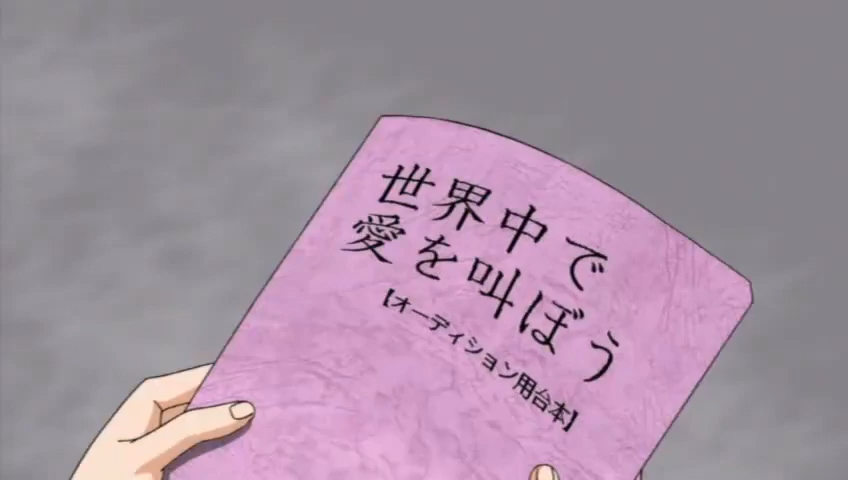 世界中で
愛を叫ぼう
【オーディション用台本】